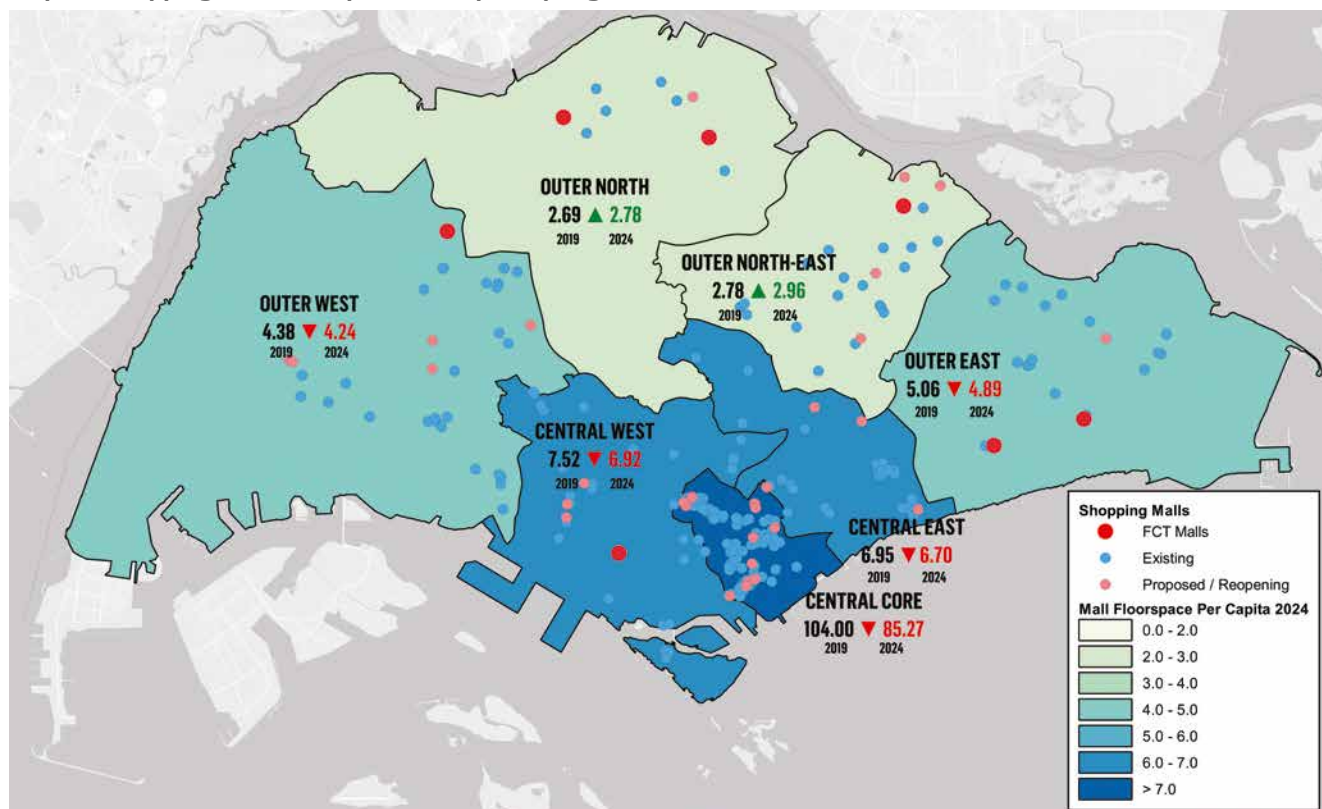 OUTER NORTH
2.69 ▲ 2.78
2019 2024
OUTER NORTH-EAST
2.78 ▲ 2.96
2019 2024
OUTER WEST
4.38 ▼ 4.24
2019 2024
OUTER EAST
5.06 ▼ 4.89
2019 2024
CENTRAL WEST
7.52 ▼ 6.92
2019 2024
CENTRAL EAST
6.95 ▼ 6.70
2019 2024
CENTRAL CORE
104.00 ▼ 85.27
2019 2024
Shopping Malls
FCT Malls
Existing
Proposed / Reopening
Mall Floorspace Per Capita 2024
0.0 - 2.0
2.0 - 3.0
3.0 - 4.0
4.0 - 5.0
5.0 - 6.0
6.0 - 7.0
> 7.0